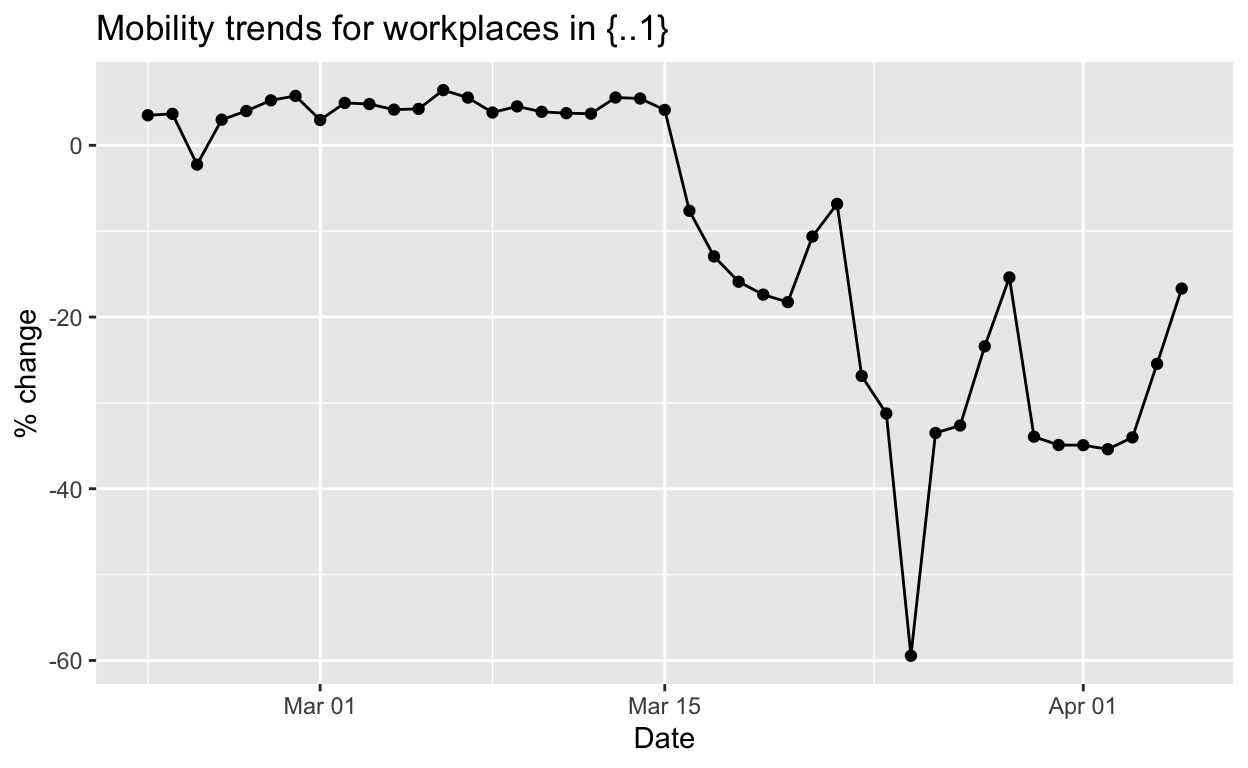 Mobility trends for workplaces in {..1}
% change
0
-20
-40
-60
Mar 01
Mar 15
Apr 01
Date